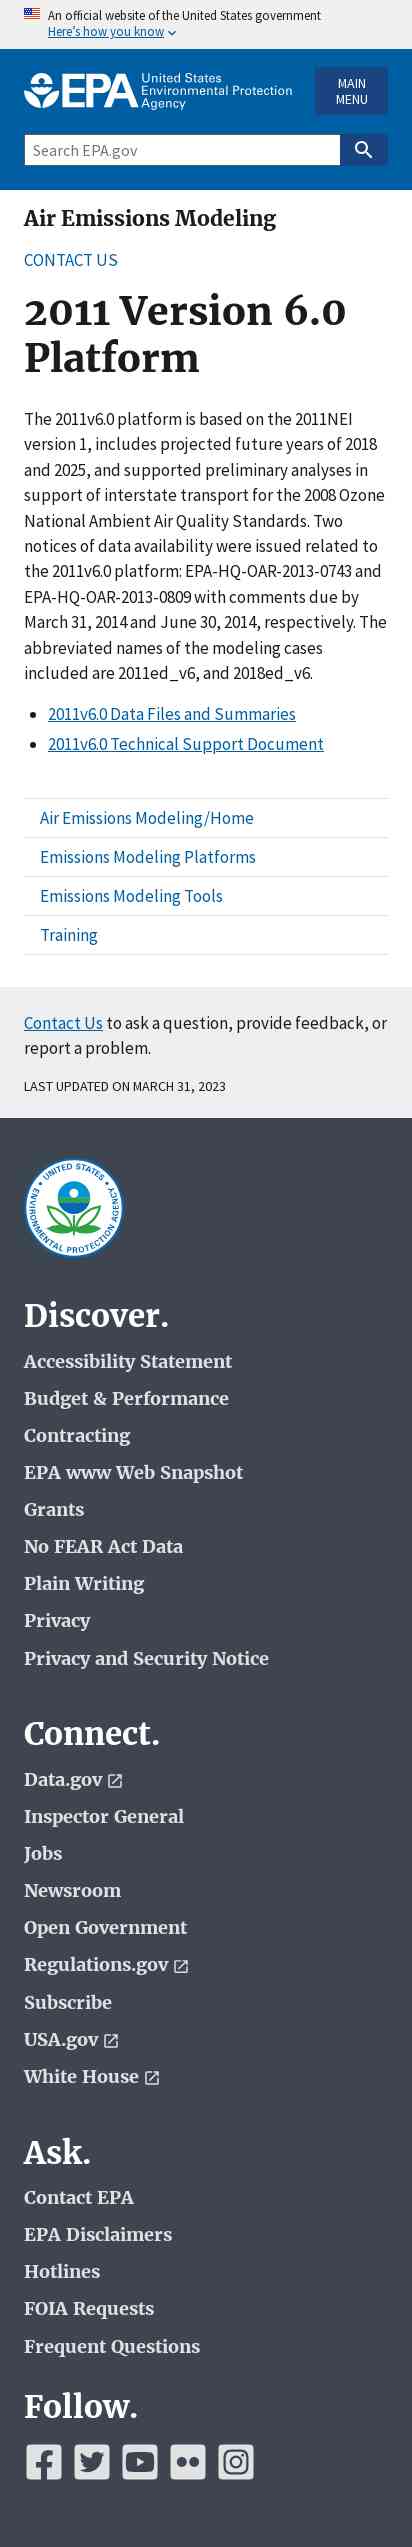 An official website of the United States government
Here's how you know
EPA United States
Environmental Protection
Agency
MAIN
MENU
Search EPA.gov
Air Emissions Modeling
CONTACT US
2011 Version 6.0
Platform
The 2011v6.0 platform is based on the 2011NEI
version 1, includes projected future years of 2018
and 2025, and supported preliminary analyses in
support of interstate transport for the 2008 Ozone
National Ambient Air Quality Standards. Two
notices of data availability were issued related to
the 2011v6.0 platform: EPA-HQ-OAR-2013-0743 and
EPA-HQ-OAR-2013-0809 with comments due by
March 31, 2014 and June 30, 2014, respectively. The
abbreviated names of the modeling cases
included are 2011ed_v6, and 2018ed_v6.
2011v6.0 Data Files and Summaries
2011v6.0 Technical Support Document
Air Emissions Modeling/Home
Emissions Modeling Platforms
Emissions Modeling Tools
Training
Contact Us to ask a question, provide feedback, or
report a problem.
LAST UPDATED ON MARCH 31, 2023
UNITED STATES
ENVIRONMENTAL PROTECTION AGENCY
Discover.
Accessibility Statement
Budget & Performance
Contracting
EPA www Web Snapshot
Grants
No FEAR Act Data
Plain Writing
Privacy
Privacy and Security Notice
Connect.
Data.gov
Inspector General
Jobs
Newsroom
Open Government
Regulations.gov
Subscribe
USA.gov
White House
Ask.
Contact EPA
EPA Disclaimers
Hotlines
FOIA Requests
Frequent Questions
Follow.